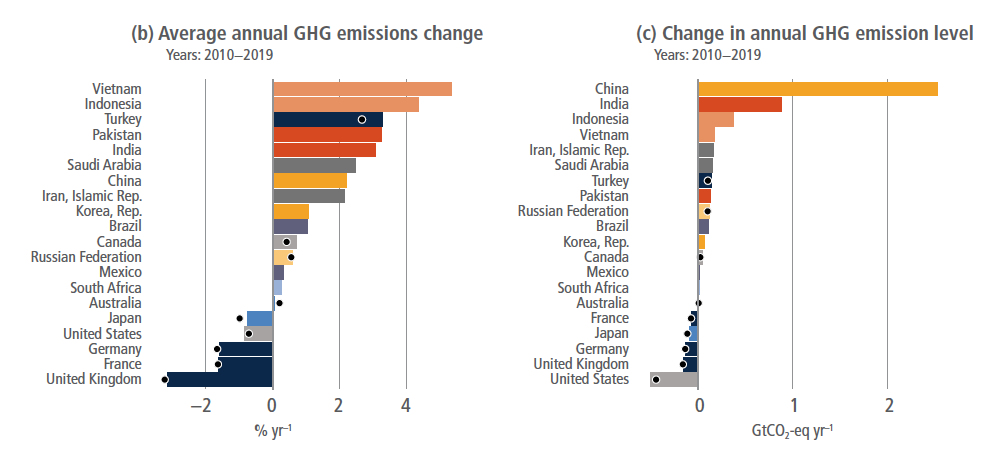 (b) Average annual GHG emissions change
Years: 2010–2019
Vietnam
Indonesia
Turkey
Pakistan
India
Saudi Arabia
China
Iran, Islamic Rep.
Korea, Rep.
Brazil
Canada
Russian Federation
Mexico
South Africa
Australia
Japan
United States
Germany
France
United Kingdom
−2 0 2 4
% yr⁻¹
(c) Change in annual GHG emission level
Years: 2010–2019
China
India
Indonesia
Vietnam
Iran, Islamic Rep.
Saudi Arabia
Turkey
Pakistan
Russian Federation
Brazil
Korea, Rep.
Canada
Mexico
South Africa
Australia
France
Japan
Germany
United Kingdom
United States
0 1 2
GtCO₂-eq yr⁻¹